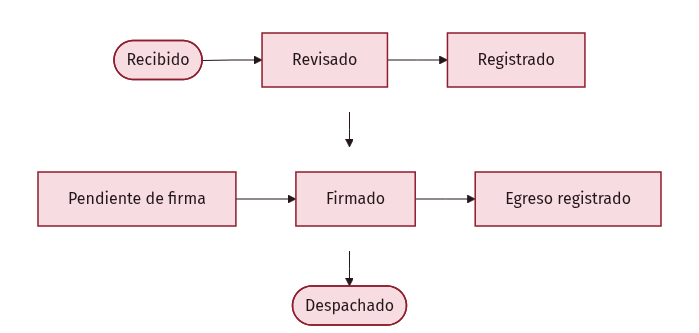 Recibido
Revisado
Registrado
Pendiente de firma
Firmado
Egreso registrado
Despachado